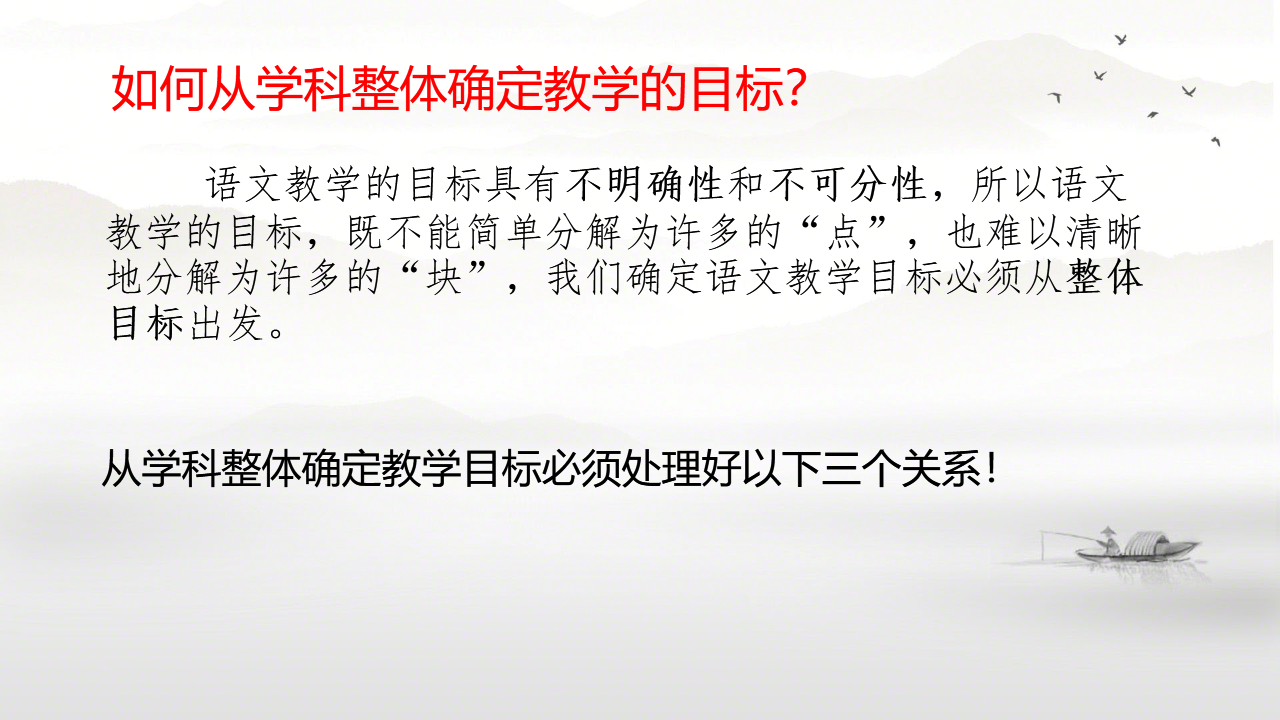 如何从学科整体确定教学的目标？
语文教学的目标具有不明确性和不可分性，所以语文
教学的目标，既不能简单分解为许多的“点”，也难以清晰
地分解为许多的“块”，我们确定语文教学目标必须从整体
目标出发。
从学科整体确定教学目标必须处理好以下三个关系！